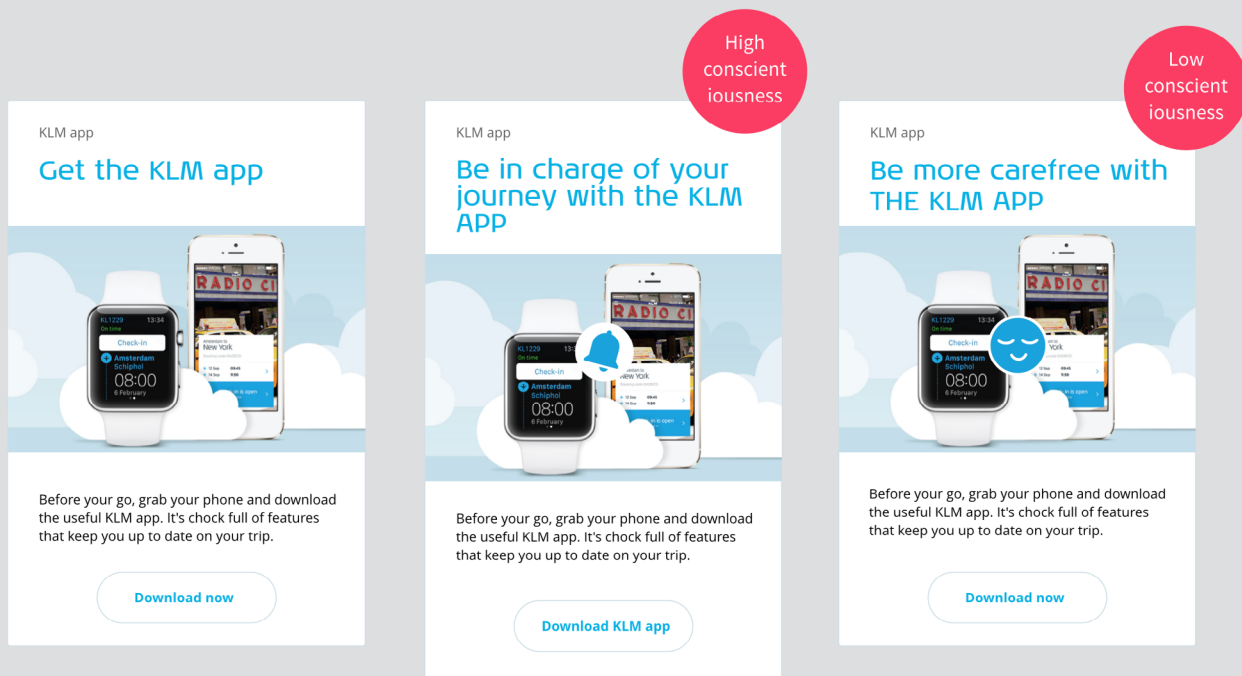 KLM app
Get the KLM app
KL1229 13:34
On time
Check-in
Amsterdam
Schiphol
08:00
6 February
RADIO CI
New York
Before your go, grab your phone and download
the useful KLM app. It's chock full of features
that keep you up to date on your trip.
Download now
High
conscient
iousness
KLM app
Be in charge of your
journey with the KLM
APP
KL1229 13:
On time
Check-in
Amsterdam
Schiphol
08:00
6 February
RADIO CI
New York
Before your go, grab your phone and download
the useful KLM app. It's chock full of features
that keep you up to date on your trip.
Download KLM app
Low
conscient
iousness
KLM app
Be more carefree with
THE KLM APP
KL1229 13:34
On time
Check-in
Amsterdam
Schiphol
08:00
6 February
RADIO CI
York
Before your go, grab your phone and download
the useful KLM app. It's chock full of features
that keep you up to date on your trip.
Download now